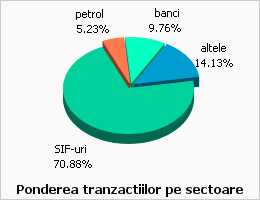 petrol
5.23%
banci
9.76%
altele
14.13%
SIF-uri
70.88%
Ponderea tranzactiilor pe sectoare